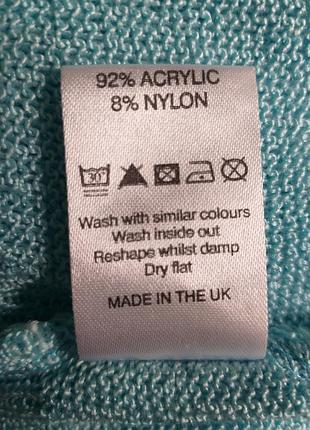 92% ACRYLIC
8% NYLON
30°
Wash with similar colours
Wash inside out
Reshape whilst damp
Dry flat
MADE IN THE UK